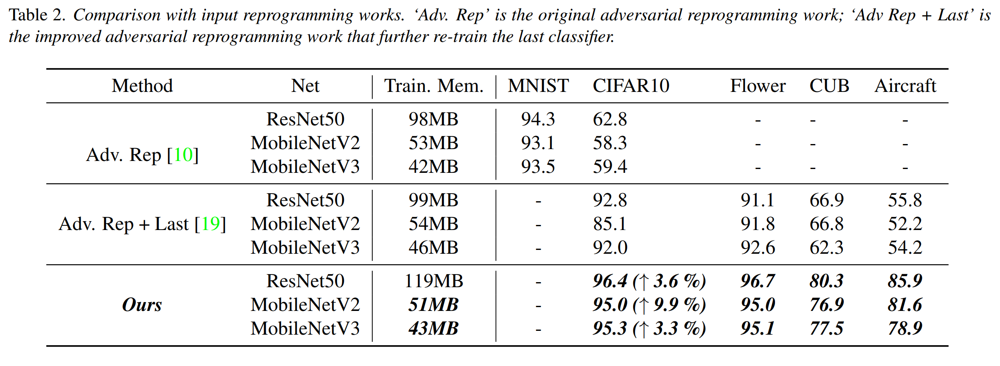 Table 2. Comparison with input reprogramming works. ‘Adv. Rep’ is the original adversarial reprogramming work; ‘Adv Rep + Last’ is
the improved adversarial reprogramming work that further re-train the last classifier.
Method Net Train. Mem. MNIST CIFAR10 Flower CUB Aircraft
ResNet50 98MB 94.3 62.8 - - -
MobileNetV2 53MB 93.1 58.3 - - -
Adv. Rep [10]
MobileNetV3 42MB 93.5 59.4 - - -
ResNet50 99MB - 92.8 91.1 66.9 55.8
Adv. Rep + Last [19] MobileNetV2 54MB - 85.1 91.8 66.8 52.2
MobileNetV3 46MB - 92.0 92.6 62.3 54.2
ResNet50 119MB - 96.4 (↑ 3.6 %) 96.7 80.3 85.9
Ours MobileNetV2 51MB - 95.0 (↑ 9.9 %) 95.0 76.9 81.6
MobileNetV3 43MB - 95.3 (↑ 3.3 %) 95.1 77.5 78.9